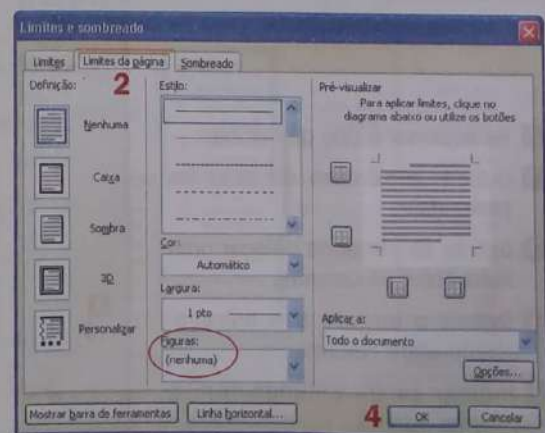 Limites e sombreado
Limites
Limites da página
Sombreado
2
Definição:
Nenhuma
Caixa
Sombra
3D
Personalizar
Estilo:
Cor:
Automático
Largura:
1 pto
Figuras:
(nenhuma)
Pré-visualizar
Para aplicar limites, clique no
diagrama abaixo ou utilize os botões
Aplicar a:
Todo o documento
Opções...
Mostrar barra de ferramentas
Linha horizontal...
4
OK
Cancelar